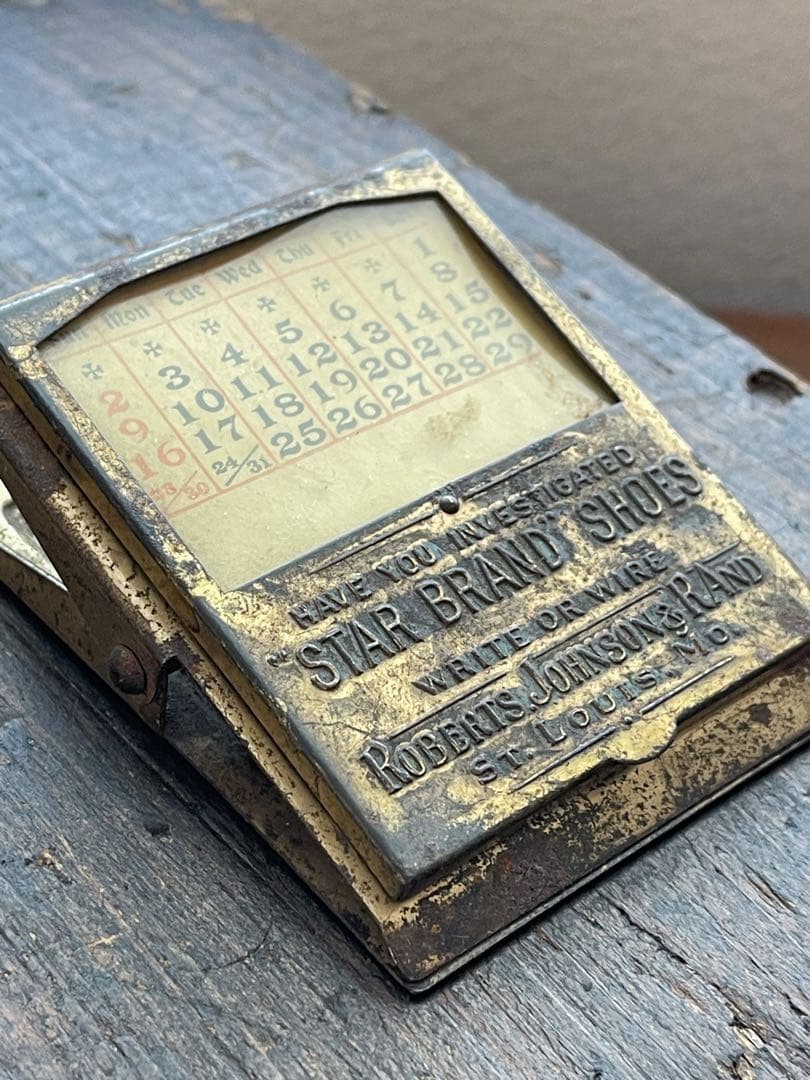 Mon Tue Wed Thu Fri
1
2 3 4 5 6 7 8
9 10 11 12 13 14 15
16 17 18 19 20 21 22
23/30 24/31 25 26 27 28 29
HAVE YOU INVESTIGATED
"STAR BRAND" SHOES
WRITE OR WIRE
ROBERTS, JOHNSON & RAND
ST. LOUIS, MO.